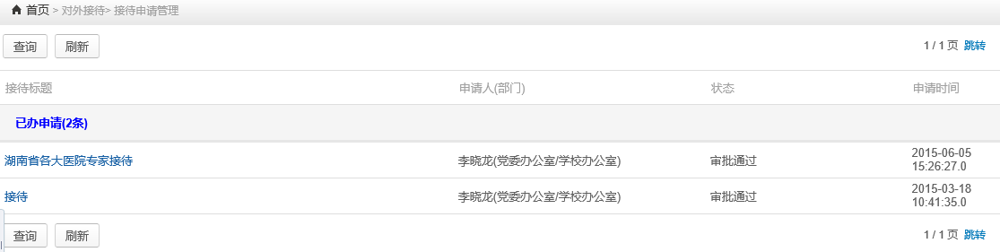 首页 > 对外接待> 接待申请管理
查询 刷新 1 / 1 页 跳转
接待标题 申请人(部门) 状态 申请时间
已办申请(2条)
湖南省各大医院专家接待 李晓龙(党委办公室/学校办公室) 审批通过 2015-06-05
15:26:27.0
接待 李晓龙(党委办公室/学校办公室) 审批通过 2015-03-18
10:41:35.0
查询 刷新 1 / 1 页 跳转